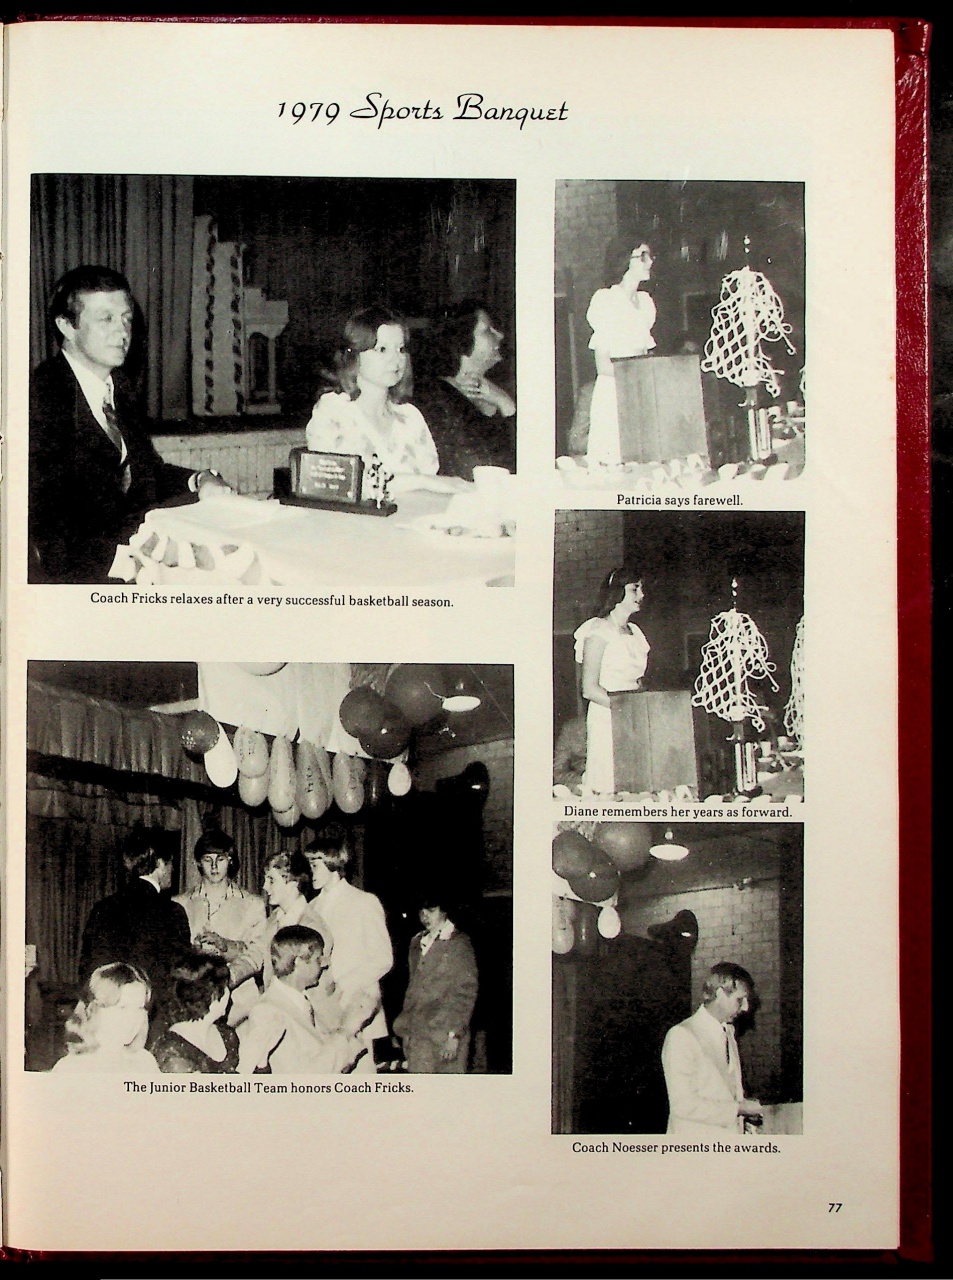 1979 Sports Banquet
Coach Fricks relaxes after a very successful basketball season.
Patricia says farewell.
Diane remembers her years as forward.
The Junior Basketball Team honors Coach Fricks.
Coach Noesser presents the awards.
77